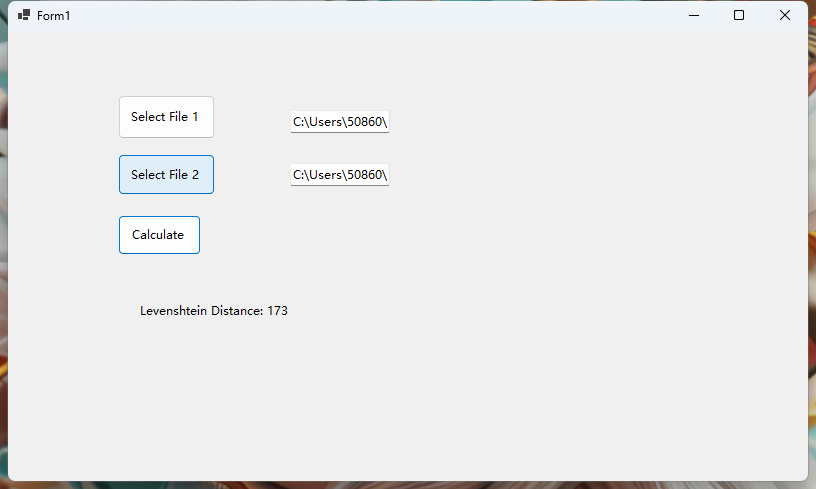 Form1
Select File 1
C:\Users\50860\
Select File 2
C:\Users\50860\
Calculate
Levenshtein Distance: 173